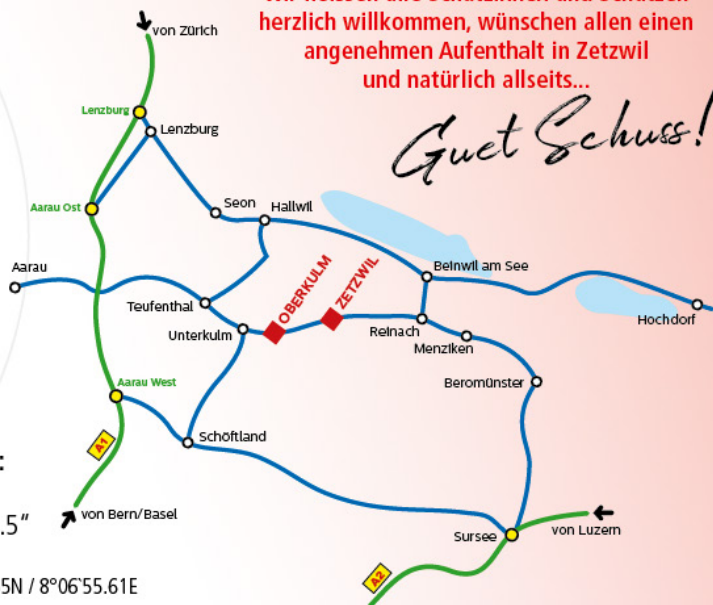 herzlich willkommen, wünschen allen einen
angenehmen Aufenthalt in Zetzwil
und natürlich allseits...
Guet Schuss!
von Zürich
Lenzburg
Lenzburg
Aarau Ost
Seon
Hallwil
Aarau
Beinwil am See
Teufenthal
OBERKULM
ZETZWIL
Unterkulm
Reinach
Hochdorf
Menziken
Aarau West
Beromünster
A1
Schöftland
von Bern/Basel
.5“
Sursee
von Luzern
A2
5N / 8°06`55.61E